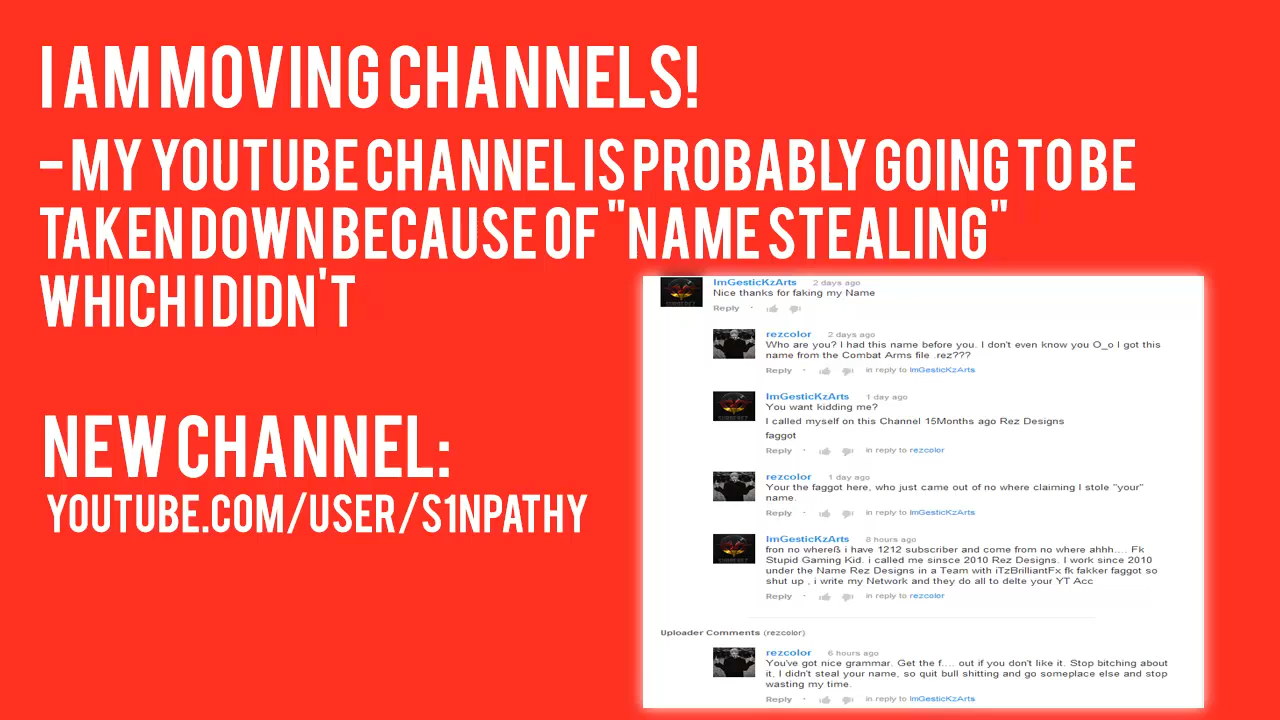 I AM MOVING CHANNELS!
- MY YOUTUBE CHANNEL IS PROBABLY GOING TO BE
TAKEN DOWN BECAUSE OF "NAME STEALING"
WHICH I DIDN'T
NEW CHANNEL:
YOUTUBE.COM/USER/S1NPATHY
ImGesticKzArts 2 days ago
Nice thanks for faking my Name
Reply ·
rezcolor 2 days ago
Who are you? I had this name before you. I don't even know you O_o I got this
name from the Combat Arms file .rez???
Reply · in reply to ImGesticKzArts
ImGesticKzArts 1 day ago
You want kidding me?
I called myself on this Channel 15Months ago Rez Designs
faggot
Reply · in reply to rezcolor
rezcolor 1 day ago
Your the faggot here, who just came out of no where claiming I stole "your"
name.
Reply · in reply to ImGesticKzArts
ImGesticKzArts 8 hours ago
fron no whereß i have 1212 subscriber and come from no where ahhh.... Fk
Stupid Gaming Kid. i called me sinsce 2010 Rez Designs. I work since 2010
under the Name Rez Designs in a Team with iTzBrilliantFx fk fakker faggot so
shut up , i write my Network and they do all to delte your YT Acc
Reply · in reply to rezcolor
Uploader Comments (rezcolor)
rezcolor 6 hours ago
You've got nice grammar. Get the f.... out if you don't like it. Stop bitching about
it, I didn't steal your name, so quit bull shitting and go someplace else and stop
wasting my time.
Reply · in reply to ImGesticKzArts